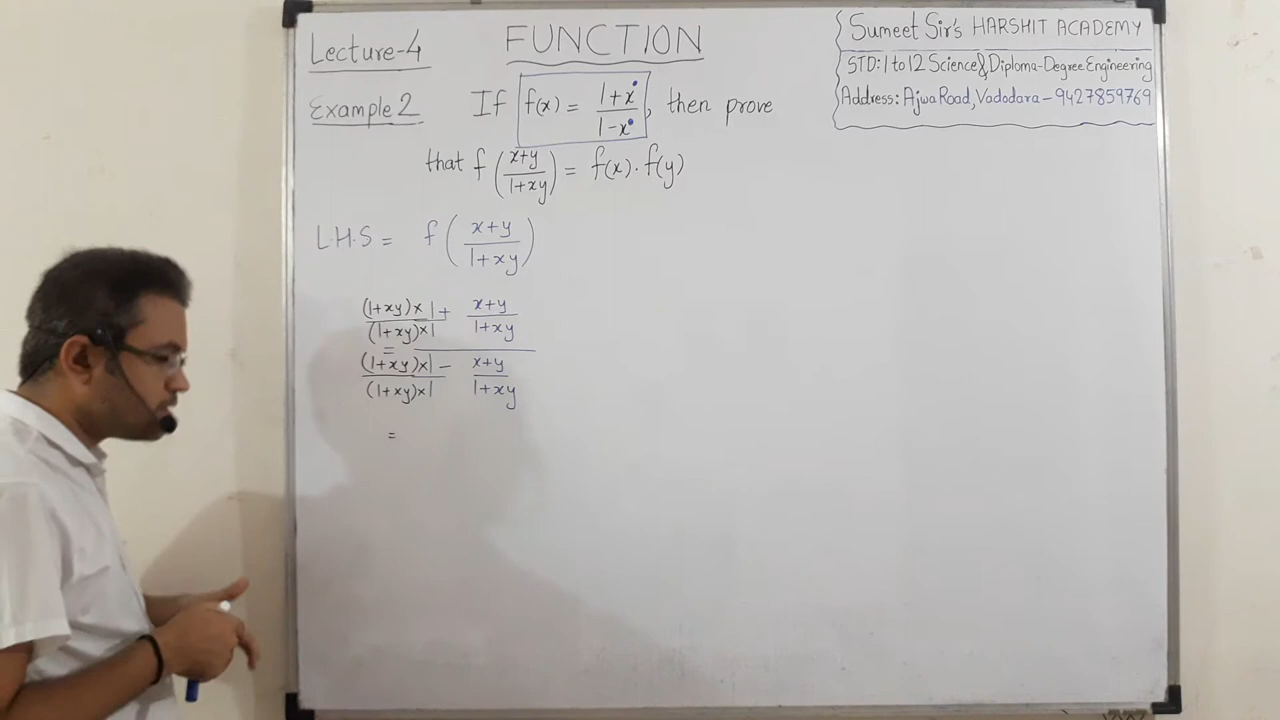 Lecture-4
FUNCTION
Sumeet Sir's HARSHIT ACADEMY
STD: 1 to 12 Science & Diploma-Degree Engineering
Address: Ajwa Road, Vadodara - 9427859769
Example 2 If f(x) = 1+x / 1-x, then prove
that f(x+y / 1+xy) = f(x) . f(y)
L.H.S = f(x+y / 1+xy)
(1+xy)×1 + x+y
(1+xy)×1 1+xy
=
(1+xy)×1 - x+y
(1+xy)×1 1+xy
=